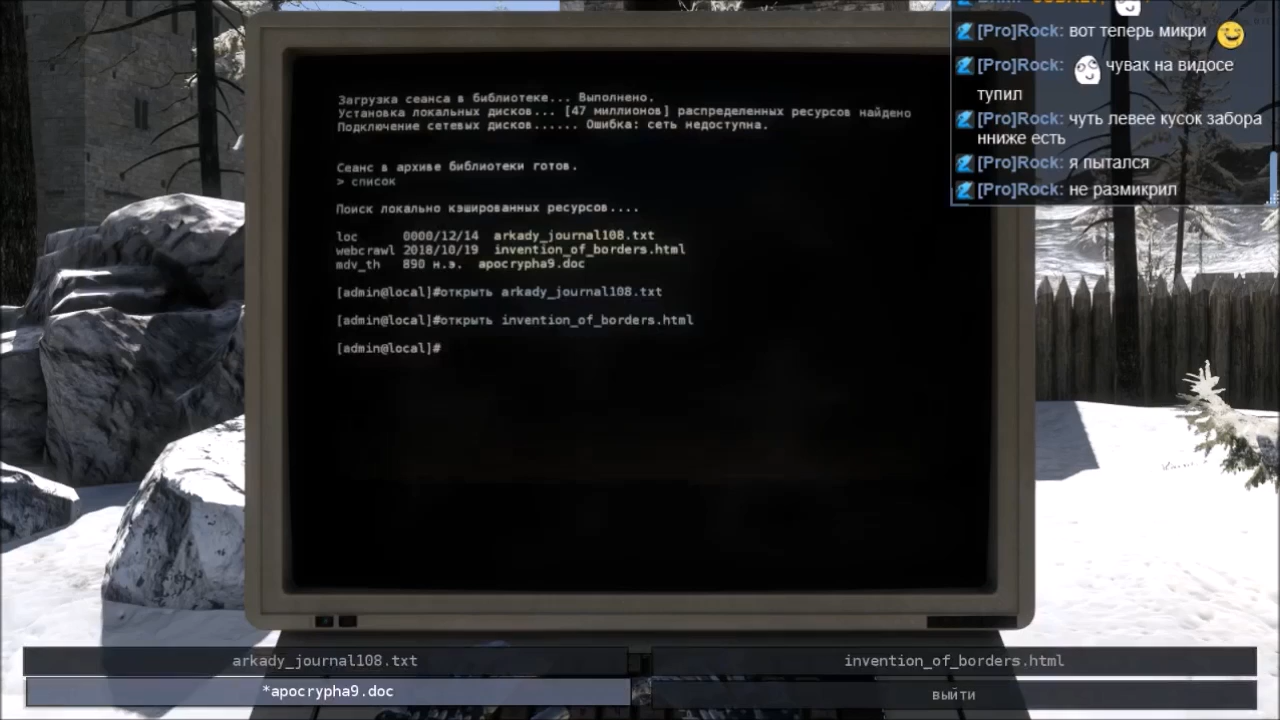 Загрузка сеанса в библиотеке... Выполнено.
Установка локальных дисков... [47 миллионов] распределенных ресурсов найдено
Подключение сетевых дисков...... Ошибка: сеть недоступна.
Сеанс в архиве библиотеки готов.
> список
Поиск локально кэшированных ресурсов....
loc 0000/12/14 arkady_journal108.txt
webcrawl 2018/10/19 invention_of_borders.html
mdv_th 890 н.э. apocrypha9.doc
[admin@local]#открыть arkady_journal108.txt
[admin@local]#открыть invention_of_borders.html
[admin@local]#
[Pro]Rock: вот теперь микри
[Pro]Rock: чувак на видосе
тупил
[Pro]Rock: чуть левее кусок забора
нниже есть
[Pro]Rock: я пытался
[Pro]Rock: не размикрил
arkady_journal108.txt
invention_of_borders.html
*apocrypha9.doc
выйти